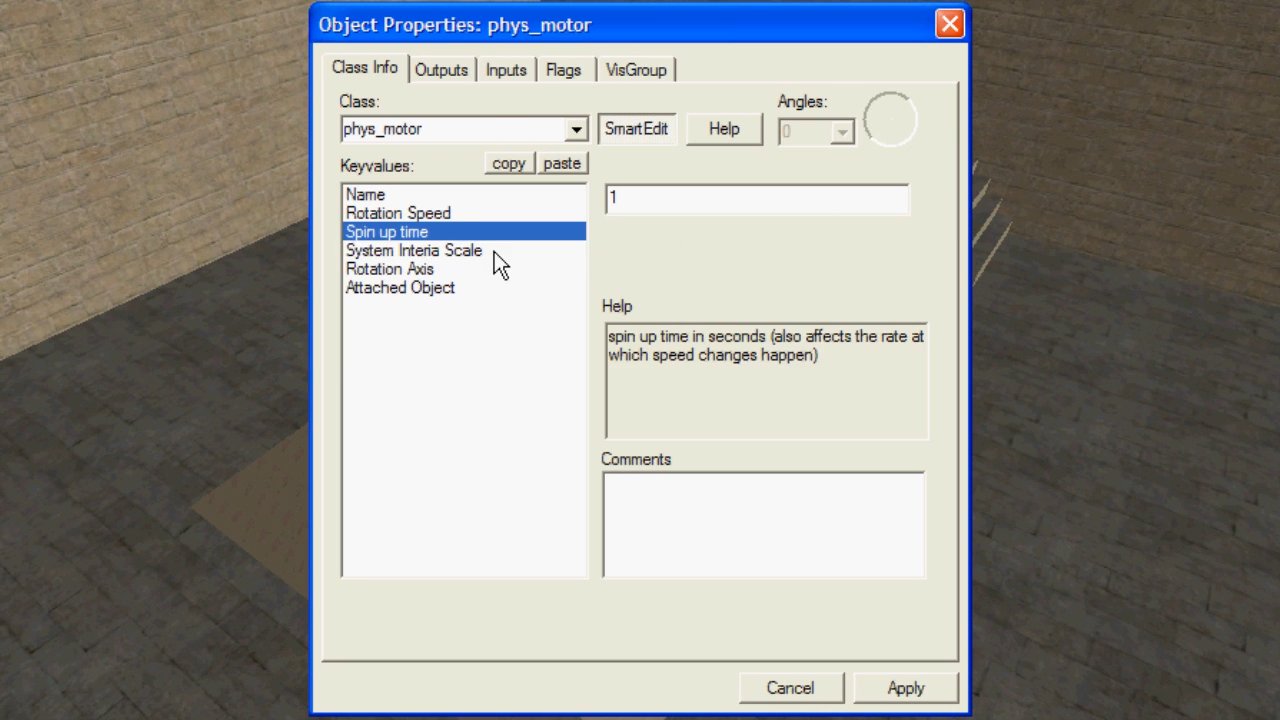 Object Properties: phys_motor
Class Info
Outputs
Inputs
Flags
VisGroup
Class:
Angles:
phys_motor
SmartEdit
Help
0
Keyvalues:
copy
paste
Name
Rotation Speed
Spin up time
System Interia Scale
Rotation Axis
Attached Object
1
Help
spin up time in seconds (also affects the rate at
which speed changes happen)
Comments
Cancel
Apply